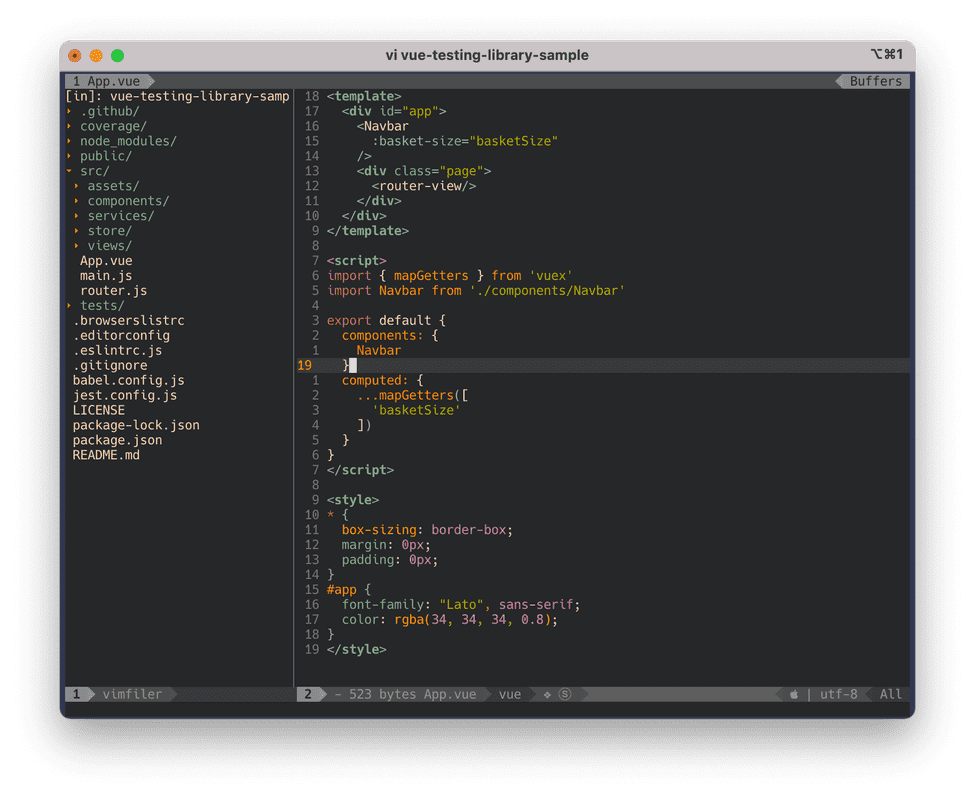 vi vue-testing-library-sample
⌥⌘1
1 App.vue
Buffers
[in]: vue-testing-library-samp
.github/
coverage/
node_modules/
public/
src/
assets/
components/
services/
store/
views/
App.vue
main.js
router.js
tests/
.browserslistrc
.editorconfig
.eslintrc.js
.gitignore
babel.config.js
jest.config.js
LICENSE
package-lock.json
package.json
README.md
18 <template>
17   <div id="app">
16     <Navbar
15       :basket-size="basketSize"
14     />
13     <div class="page">
12       <router-view/>
11     </div>
10   </div>
9 </template>
8
7 <script>
6 import { mapGetters } from 'vuex'
5 import Navbar from './components/Navbar'
4
3 export default {
2   components: {
1     Navbar
19   }
1   computed: {
2     ...mapGetters([
3       'basketSize'
4     ])
5   }
6 }
7 </script>
8
9 <style>
10 * {
11   box-sizing: border-box;
12   margin: 0px;
13   padding: 0px;
14 }
15 #app {
16   font-family: "Lato", sans-serif;
17   color: rgba(34, 34, 34, 0.8);
18 }
19 </style>
1 vimfiler
2 - 523 bytes App.vue vue ❖ Ⓢ | utf-8 All